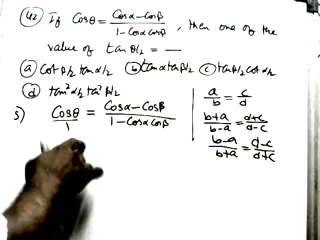 (42) If Cosθ = (Cosα - Cosβ)/(1 - Cosα Cosβ), then one of the
value of tan θ/2 = —
(a) Cot β/2 tan α/2 (b) tan α/2 tan β/2 (c) tan β/2 cot α/2
(d) tan² α/2 tan² β/2
S) Cosθ/1 = (Cosα - Cosβ)/(1 - Cosα Cosβ)
a/b = c/d
(b+a)/(b-a) = (d+c)/(d-c)
(b-a)/(b+a) = (d-c)/(d+c)